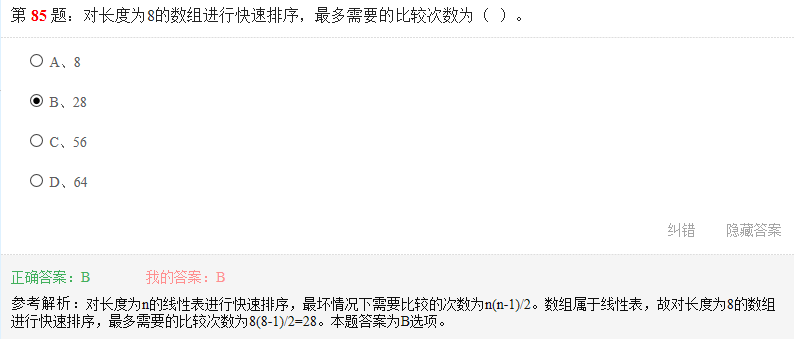 第 85 题：对长度为8的数组进行快速排序，最多需要的比较次数为（ ）。
A、8
B、28
C、56
D、64
纠错 隐藏答案
正确答案：B 我的答案：B
参考解析：对长度为n的线性表进行快速排序，最坏情况下需要比较的次数为n(n-1)/2。数组属于线性表，故对长度为8的数组
进行快速排序，最多需要的比较次数为8(8-1)/2=28。本题答案为B选项。